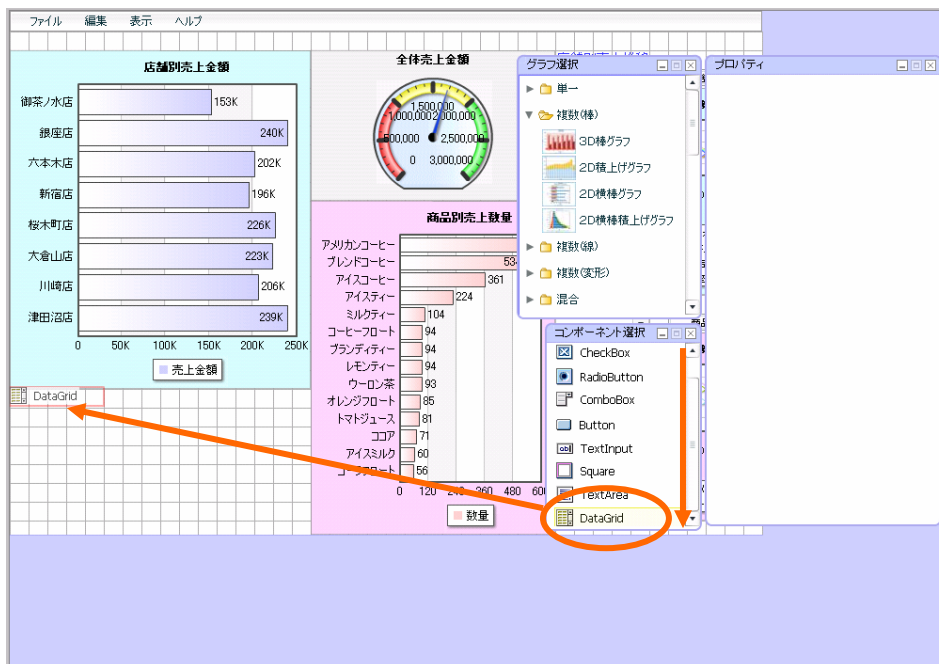 ファイル 編集 表示 ヘルプ
店舗別売上金額
御茶ノ水店 153K
銀座店 240K
六本木店 202K
新宿店 196K
桜木町店 226K
大倉山店 223K
川崎店 206K
津田沼店 239K
0 50K 100K 150K 200K 250K
売上金額
DataGrid
全体売上金額
1,500,000
1,000,000 2,000,000
500,000 2,500,000
0 3,000,000
商品別売上数量
アメリカンコーヒー
ブレンドコーヒー
アイスコーヒー 361
アイスティー 224
ミルクティー 104
コーヒーフロート 94
ブランディティー 94
レモンティー 94
ウーロン茶 93
オレンジフロート 85
トマトジュース 81
ココア 71
アイスミルク 60
コーラフロート 56
0 120 240 360 480 600
数量
グラフ選択
単一
複数(棒)
3D棒グラフ
2D積上げグラフ
2D横棒グラフ
2D横棒積上げグラフ
複数(線)
複数(変形)
混合
コンポーネント選択
CheckBox
RadioButton
ComboBox
Button
TextInput
Square
TextArea
DataGrid
プロパティ